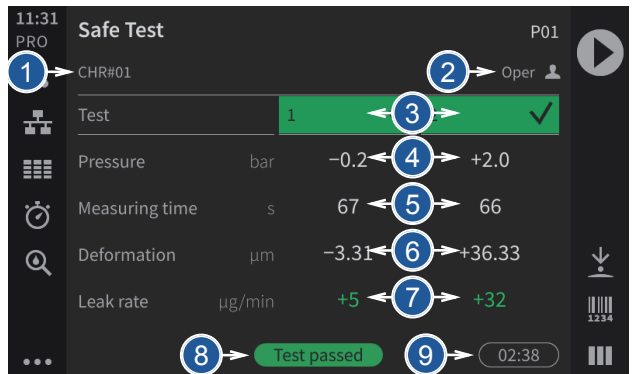 11:31
PRO
Safe Test
P01
1
CHR#01
2
Oper
Test
1
3
Pressure bar −0.2 4 +2.0
Measuring time s 67 5 66
Deformation μm −3.31 6 +36.33
Leak rate μg/min +5 7 +32
1234
8 Test passed 9 02:38